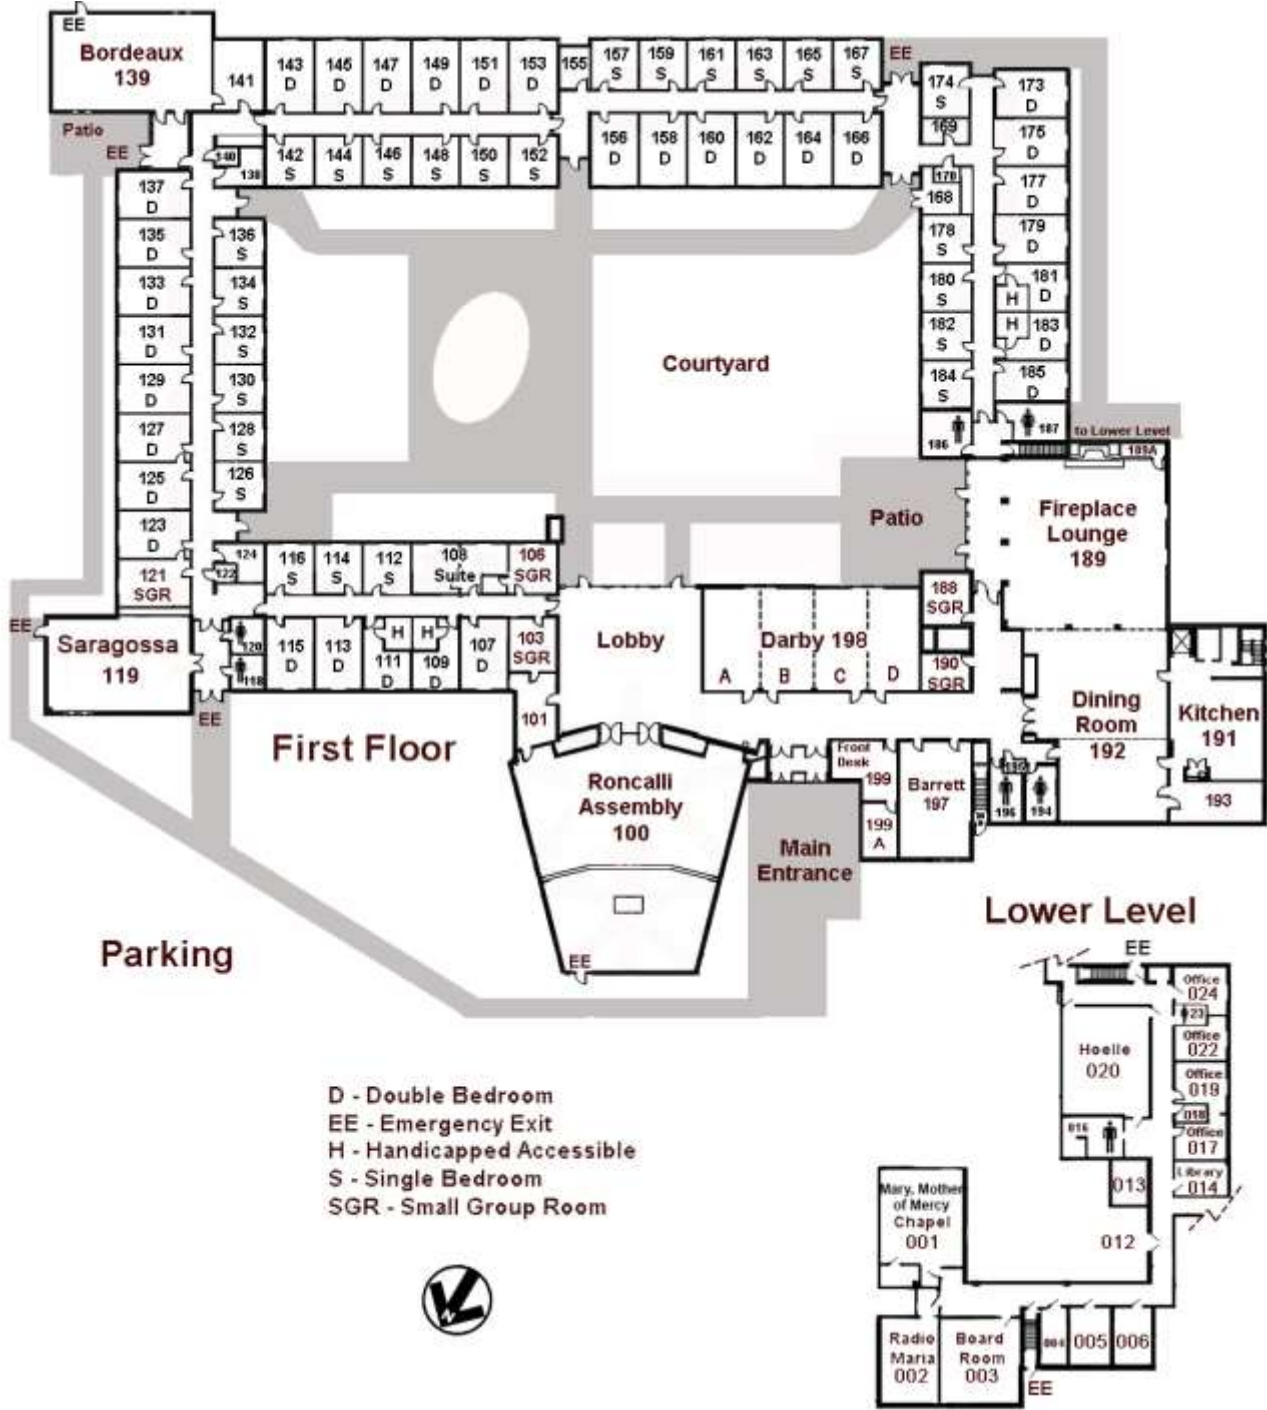 EE
Bordeaux
139
141
143
D
145
D
147
D
149
D
151
D
153
D
155
157
S
159
S
161
S
163
S
165
S
167
S
EE
174
S
169
173
D
175
D
177
D
179
D
181
D
H
H
183
D
185
D
Patio
EE
140
138
142
S
144
S
146
S
148
S
150
S
152
S
156
D
158
D
160
D
162
D
164
D
166
D
170
168
178
S
180
S
182
S
184
S
186
187
to Lower Level
189A
137
D
135
D
133
D
131
D
129
D
127
D
125
D
123
D
121
SGR
136
S
134
S
132
S
130
S
128
S
126
S
Courtyard
Patio
Fireplace
Lounge
189
124
122
116
S
114
S
112
S
108
Suite
106
SGR
188
SGR
190
SGR
EE
Saragossa
119
120
118
EE
115
D
113
D
H
H
111
D
109
D
107
D
103
SGR
101
Lobby
Darby 198
A
B
C
D
Dining
Room
192
Kitchen
191
193
First Floor
Roncalli
Assembly
100
EE
Front
Desk
199
199
A
Barrett
197
195
196
194
Main
Entrance
Parking
Lower Level
EE
Office
024
023
Office
022
Hoelle
020
Office
019
018
Office
017
016
Library
014
013
012
Mary, Mother
of Mercy
Chapel
001
Radio
Maria
002
Board
Room
003
004
005
006
EE
D - Double Bedroom
EE - Emergency Exit
H - Handicapped Accessible
S - Single Bedroom
SGR - Small Group Room
N